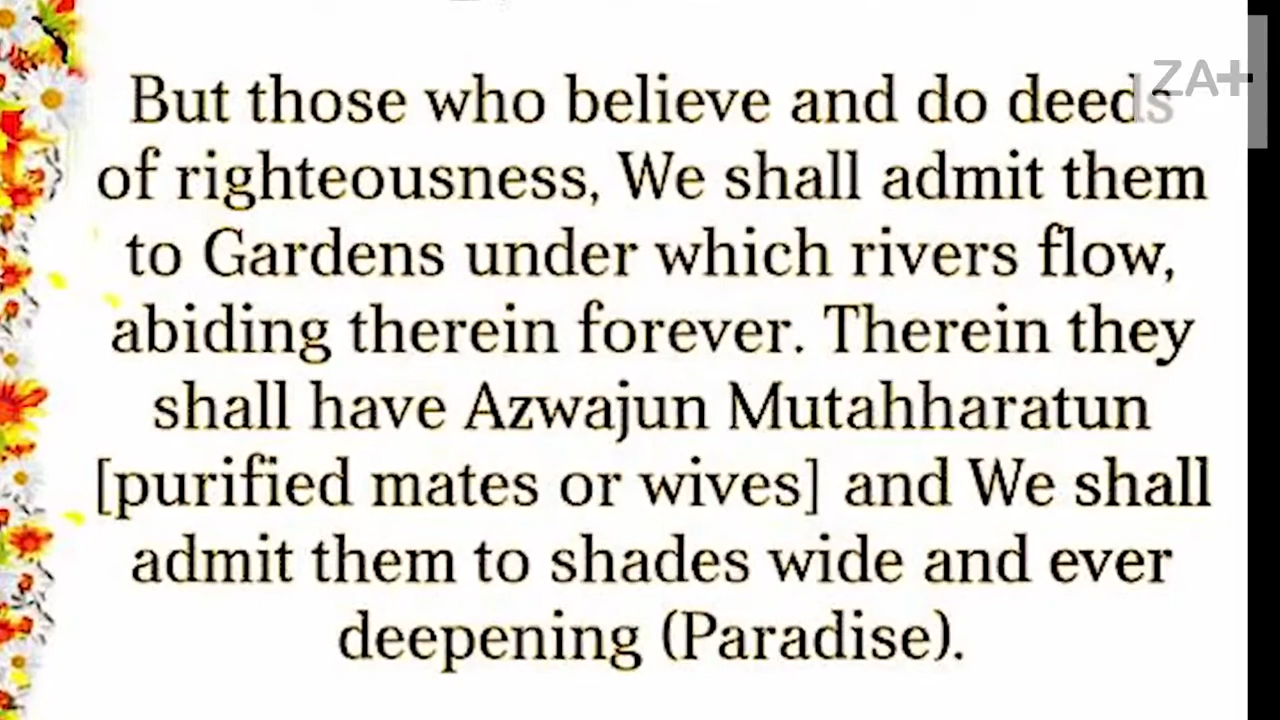 ZA+
But those who believe and do deeds
of righteousness, We shall admit them
to Gardens under which rivers flow,
abiding therein forever. Therein they
shall have Azwajun Mutahharatun
[purified mates or wives] and We shall
admit them to shades wide and ever
deepening (Paradise).